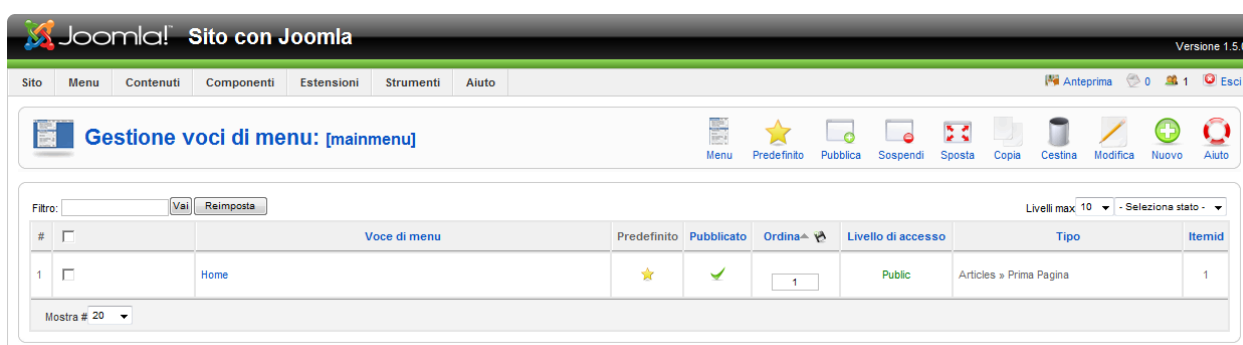 Joomla!™ Sito con Joomla
Versione 1.5.
Sito Menu Contenuti Componenti Estensioni Strumenti Aiuto Anteprima 0 1 Esci
Gestione voci di menu: [mainmenu]
Menu Predefinito Pubblica Sospendi Sposta Copia Cestina Modifica Nuovo Aiuto
Filtro: Vai Reimposta Livelli max 10 - Seleziona stato -
# Voce di menu Predefinito Pubblicato Ordina Livello di accesso Tipo Itemid
1 Home 1 Public Articles » Prima Pagina 1
Mostra # 20